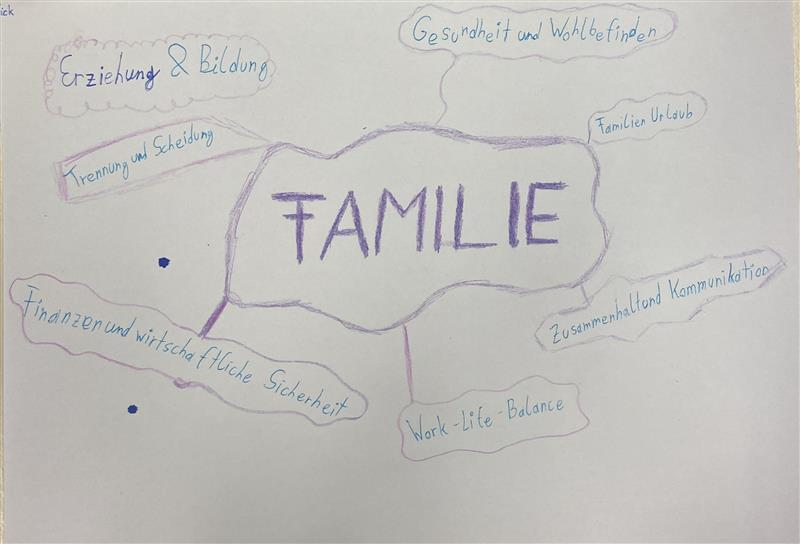 ick
Gesundheit und Wohlbefinden
Erziehung & Bildung
Familien Urlaub
Trennung und Scheidung
FAMILIE
Zusammenhalt und Kommunikation
Finanzen und wirtschaftliche Sicherheit
Work-Life-Balance